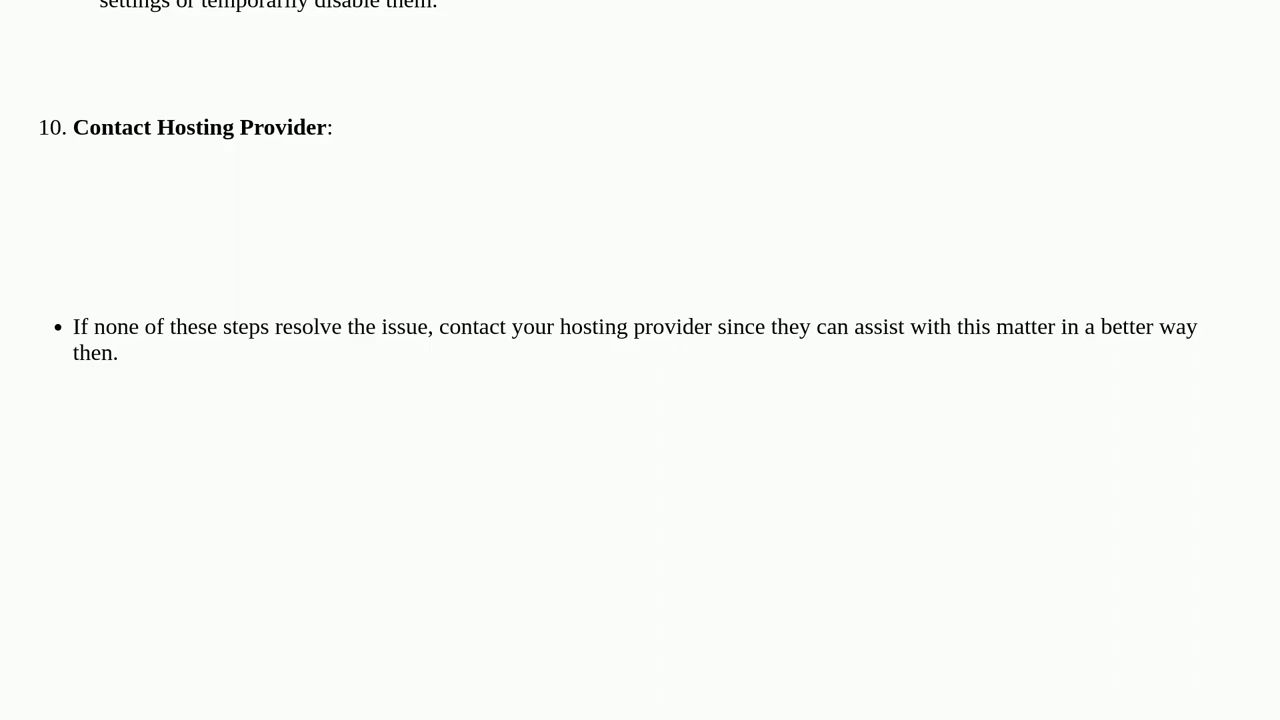 settings or temporarily disable them.
10. Contact Hosting Provider:
• If none of these steps resolve the issue, contact your hosting provider since they can assist with this matter in a better way
then.